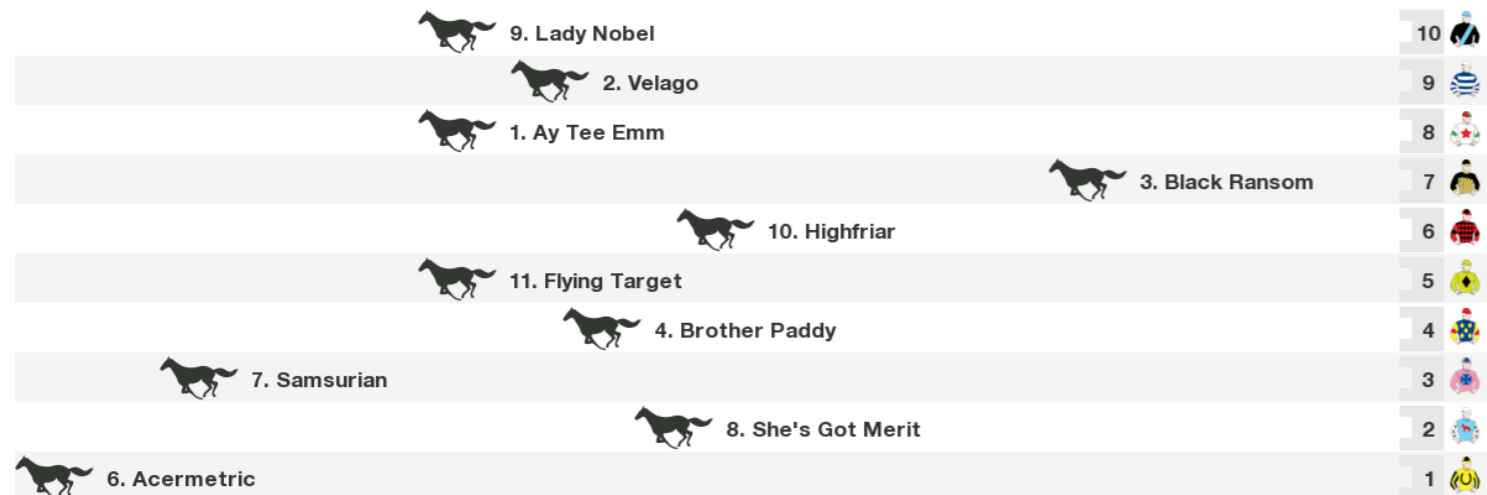 9. Lady Nobel 10
2. Velago 9
1. Ay Tee Emm 8
3. Black Ransom 7
10. Highfriar 6
11. Flying Target 5
4. Brother Paddy 4
7. Samsurian 3
8. She's Got Merit 2
6. Acermetric 1